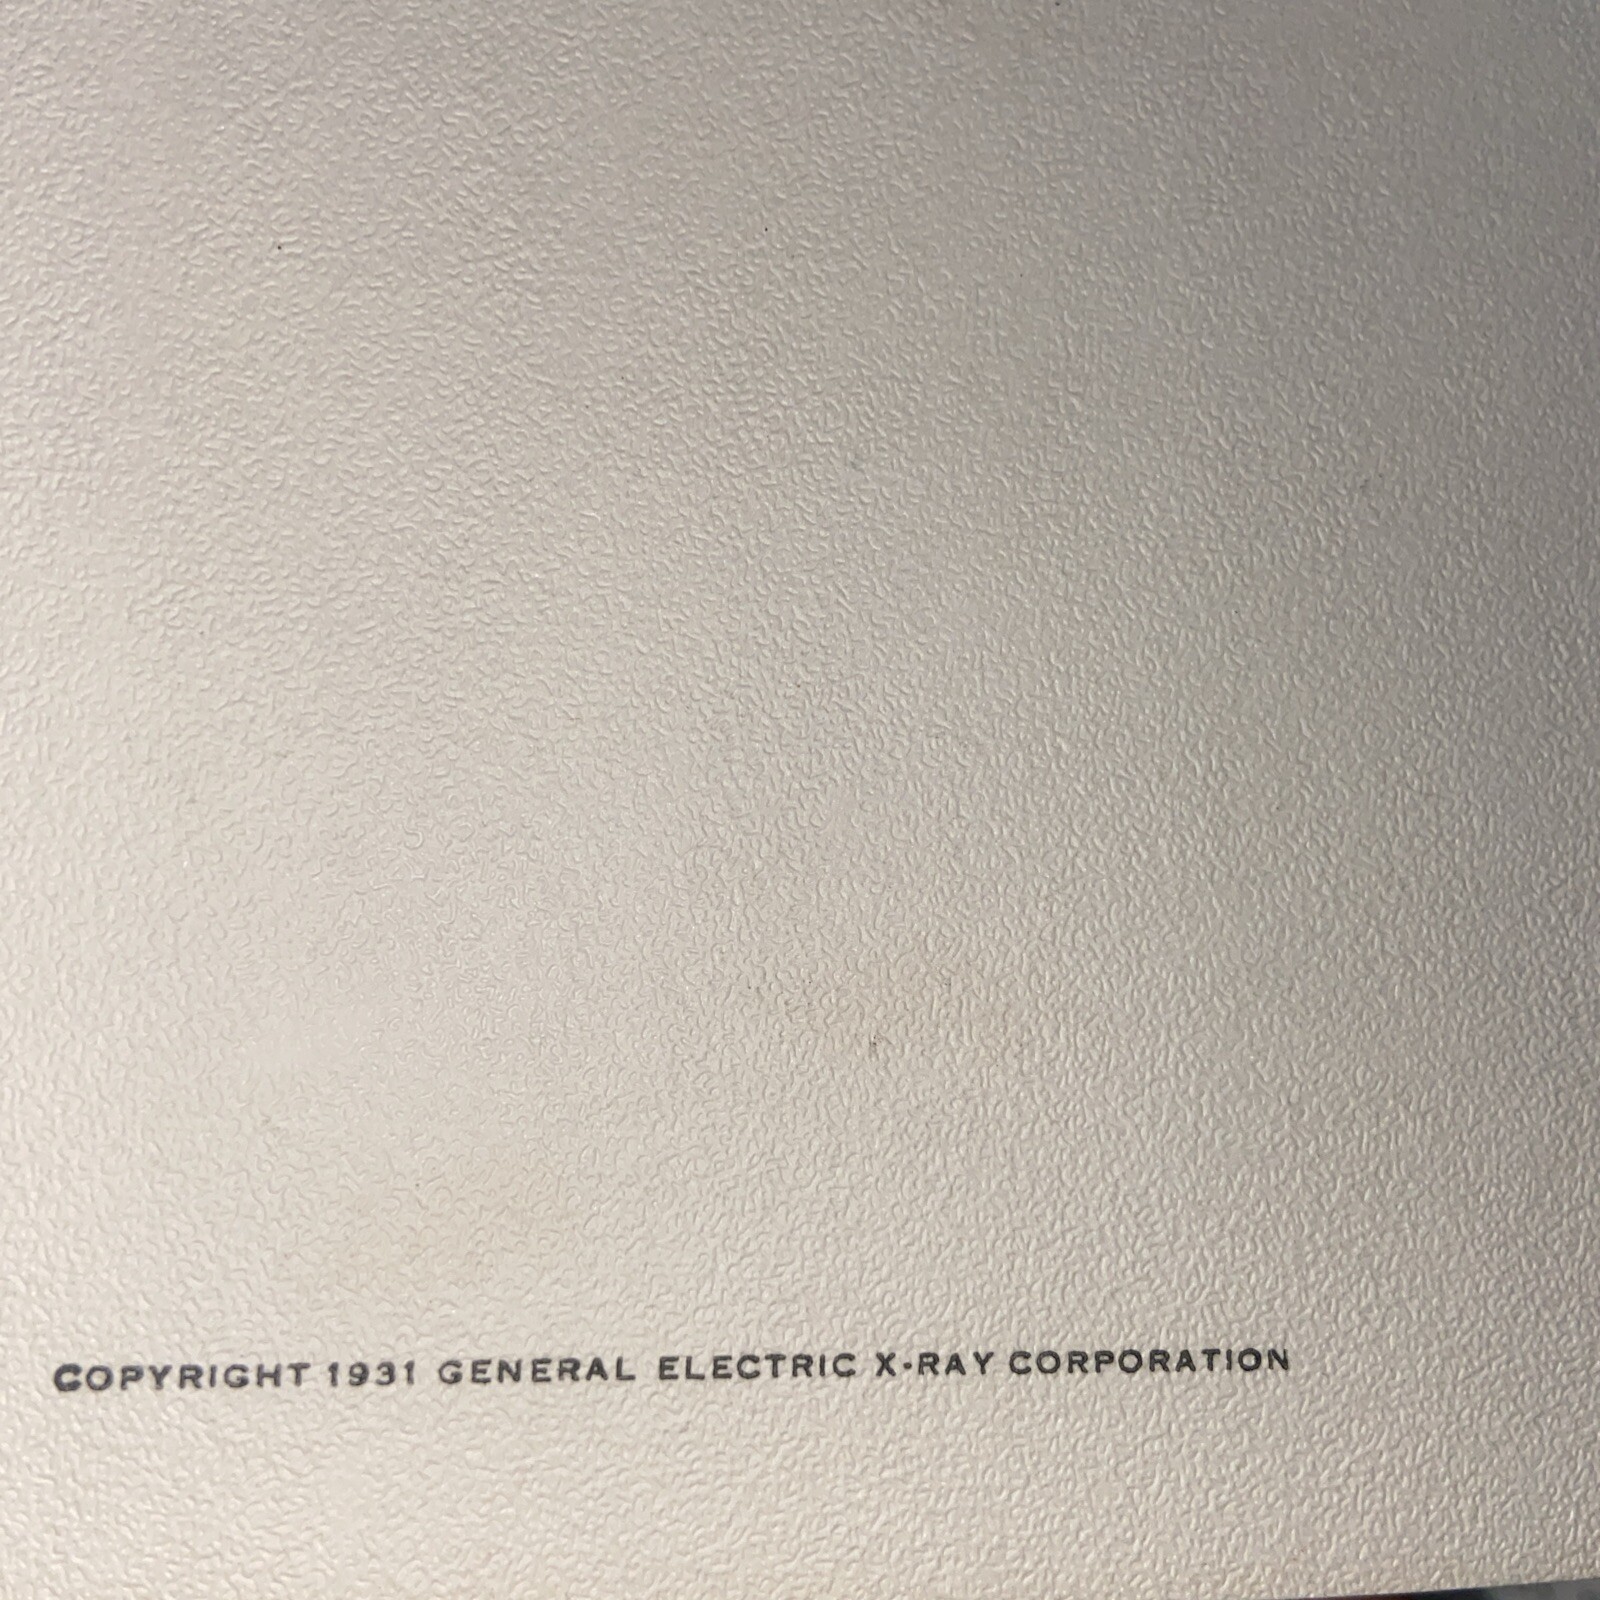 COPYRIGHT 1931 GENERAL ELECTRIC X-RAY CORPORATION